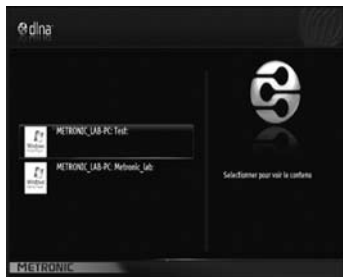 dlna
METRONIC_LAB-PC: Test:
METRONIC_LAB-PC: Metronic_lab:
Selectionner pour voir le contenu
METRONIC